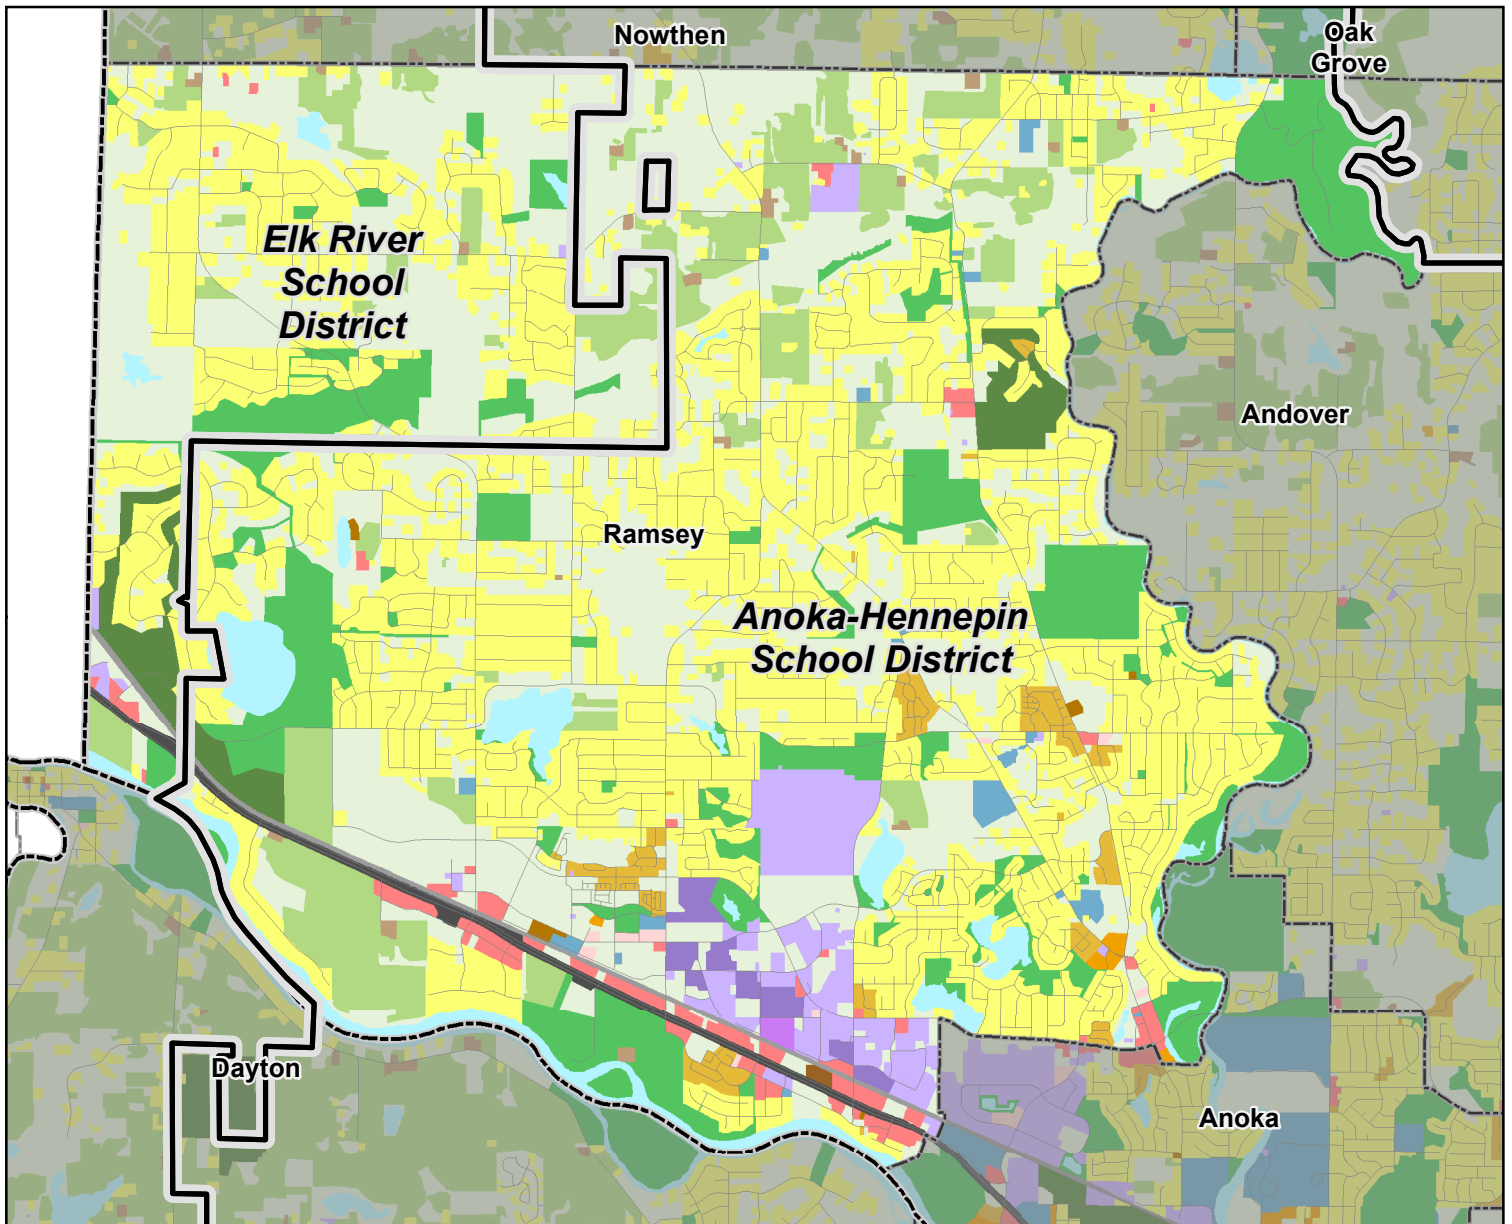 Nowthen
Oak
Grove
Elk River
School
District
Andover
Ramsey
Anoka-Hennepin
School District
Dayton
Anoka